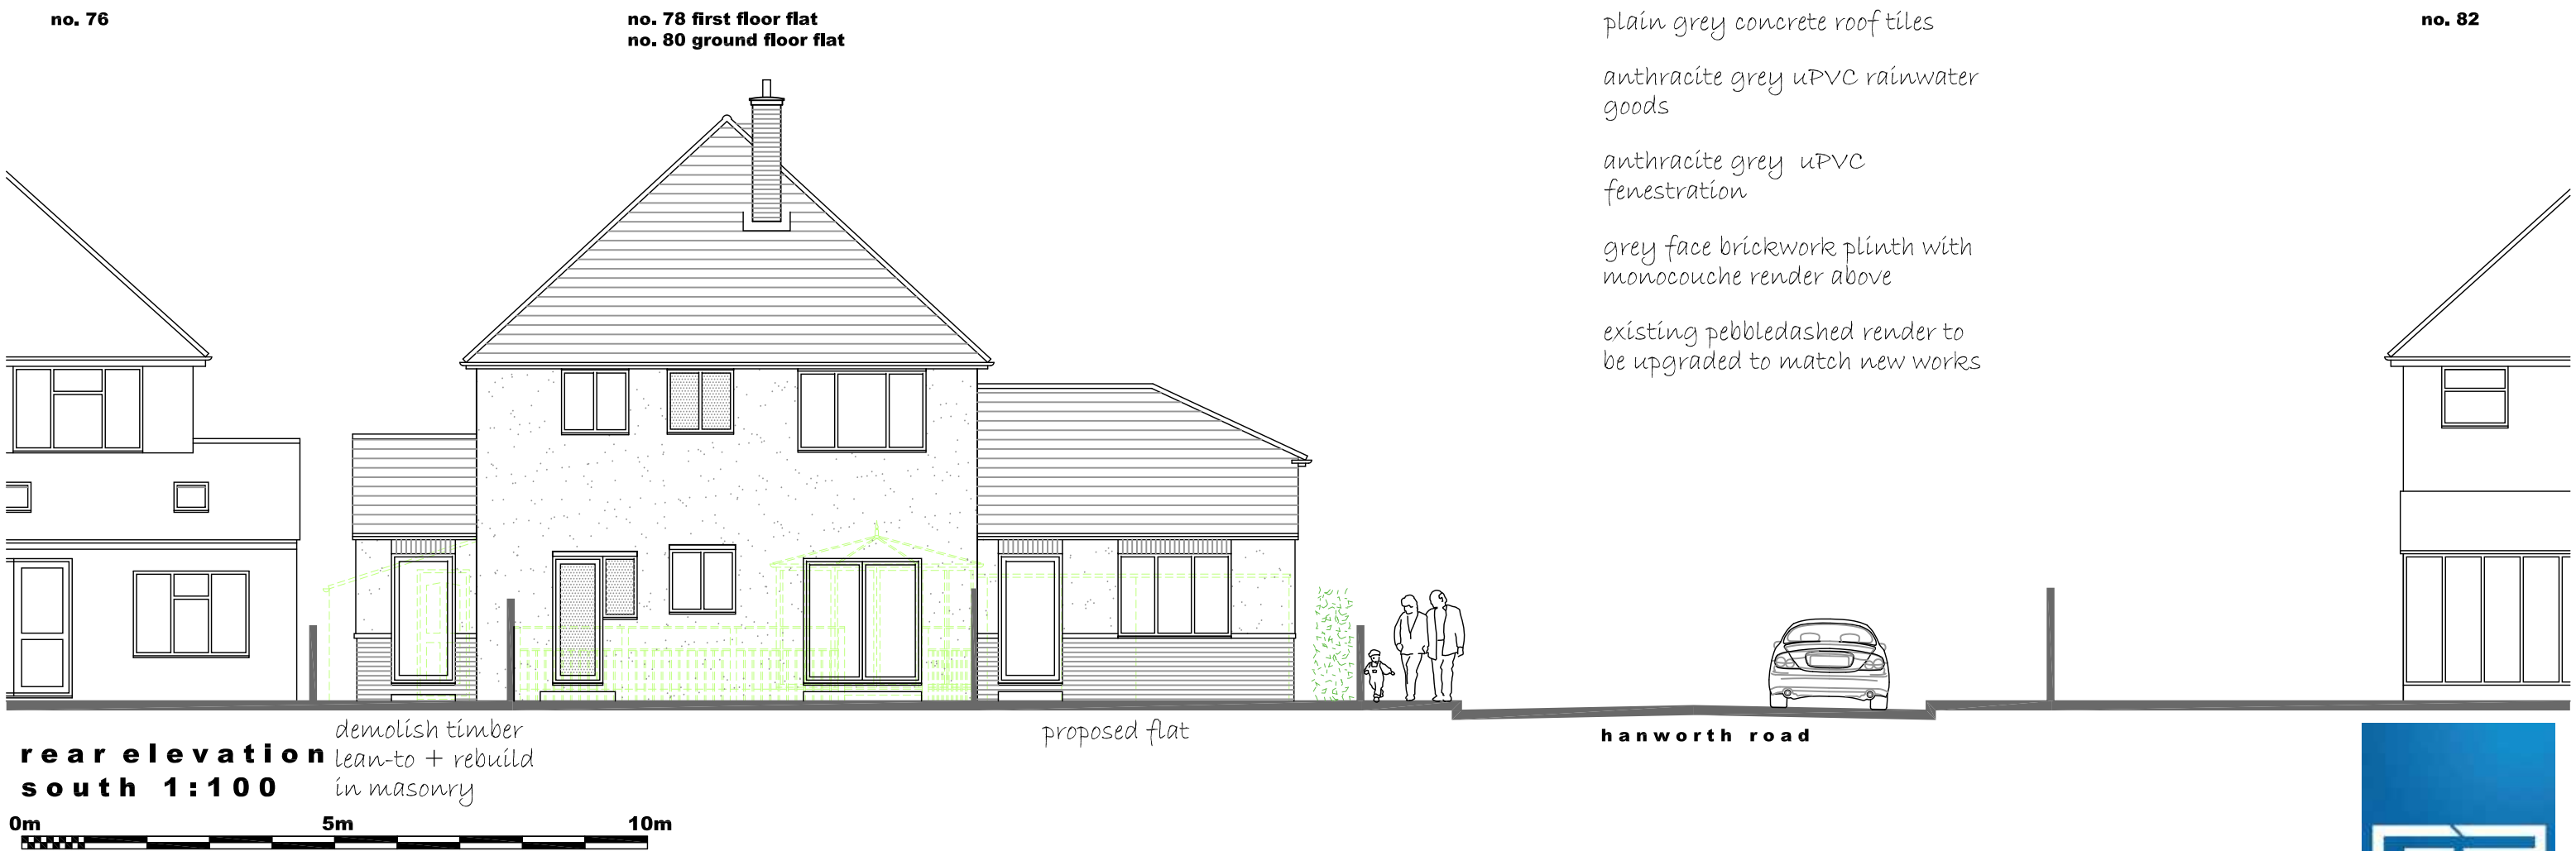 no. 76
no. 78 first floor flat
no. 80 ground floor flat
plain grey concrete roof tiles
anthracite grey uPVC rainwater
goods
anthracite grey uPVC
fenestration
grey face brickwork plinth with
monocouche render above
existing pebbledashed render to
be upgraded to match new works
no. 82
rear elevation
south 1:100
demolish timber
lean-to + rebuild
in masonry
proposed flat
hanworth road
0m 5m 10m